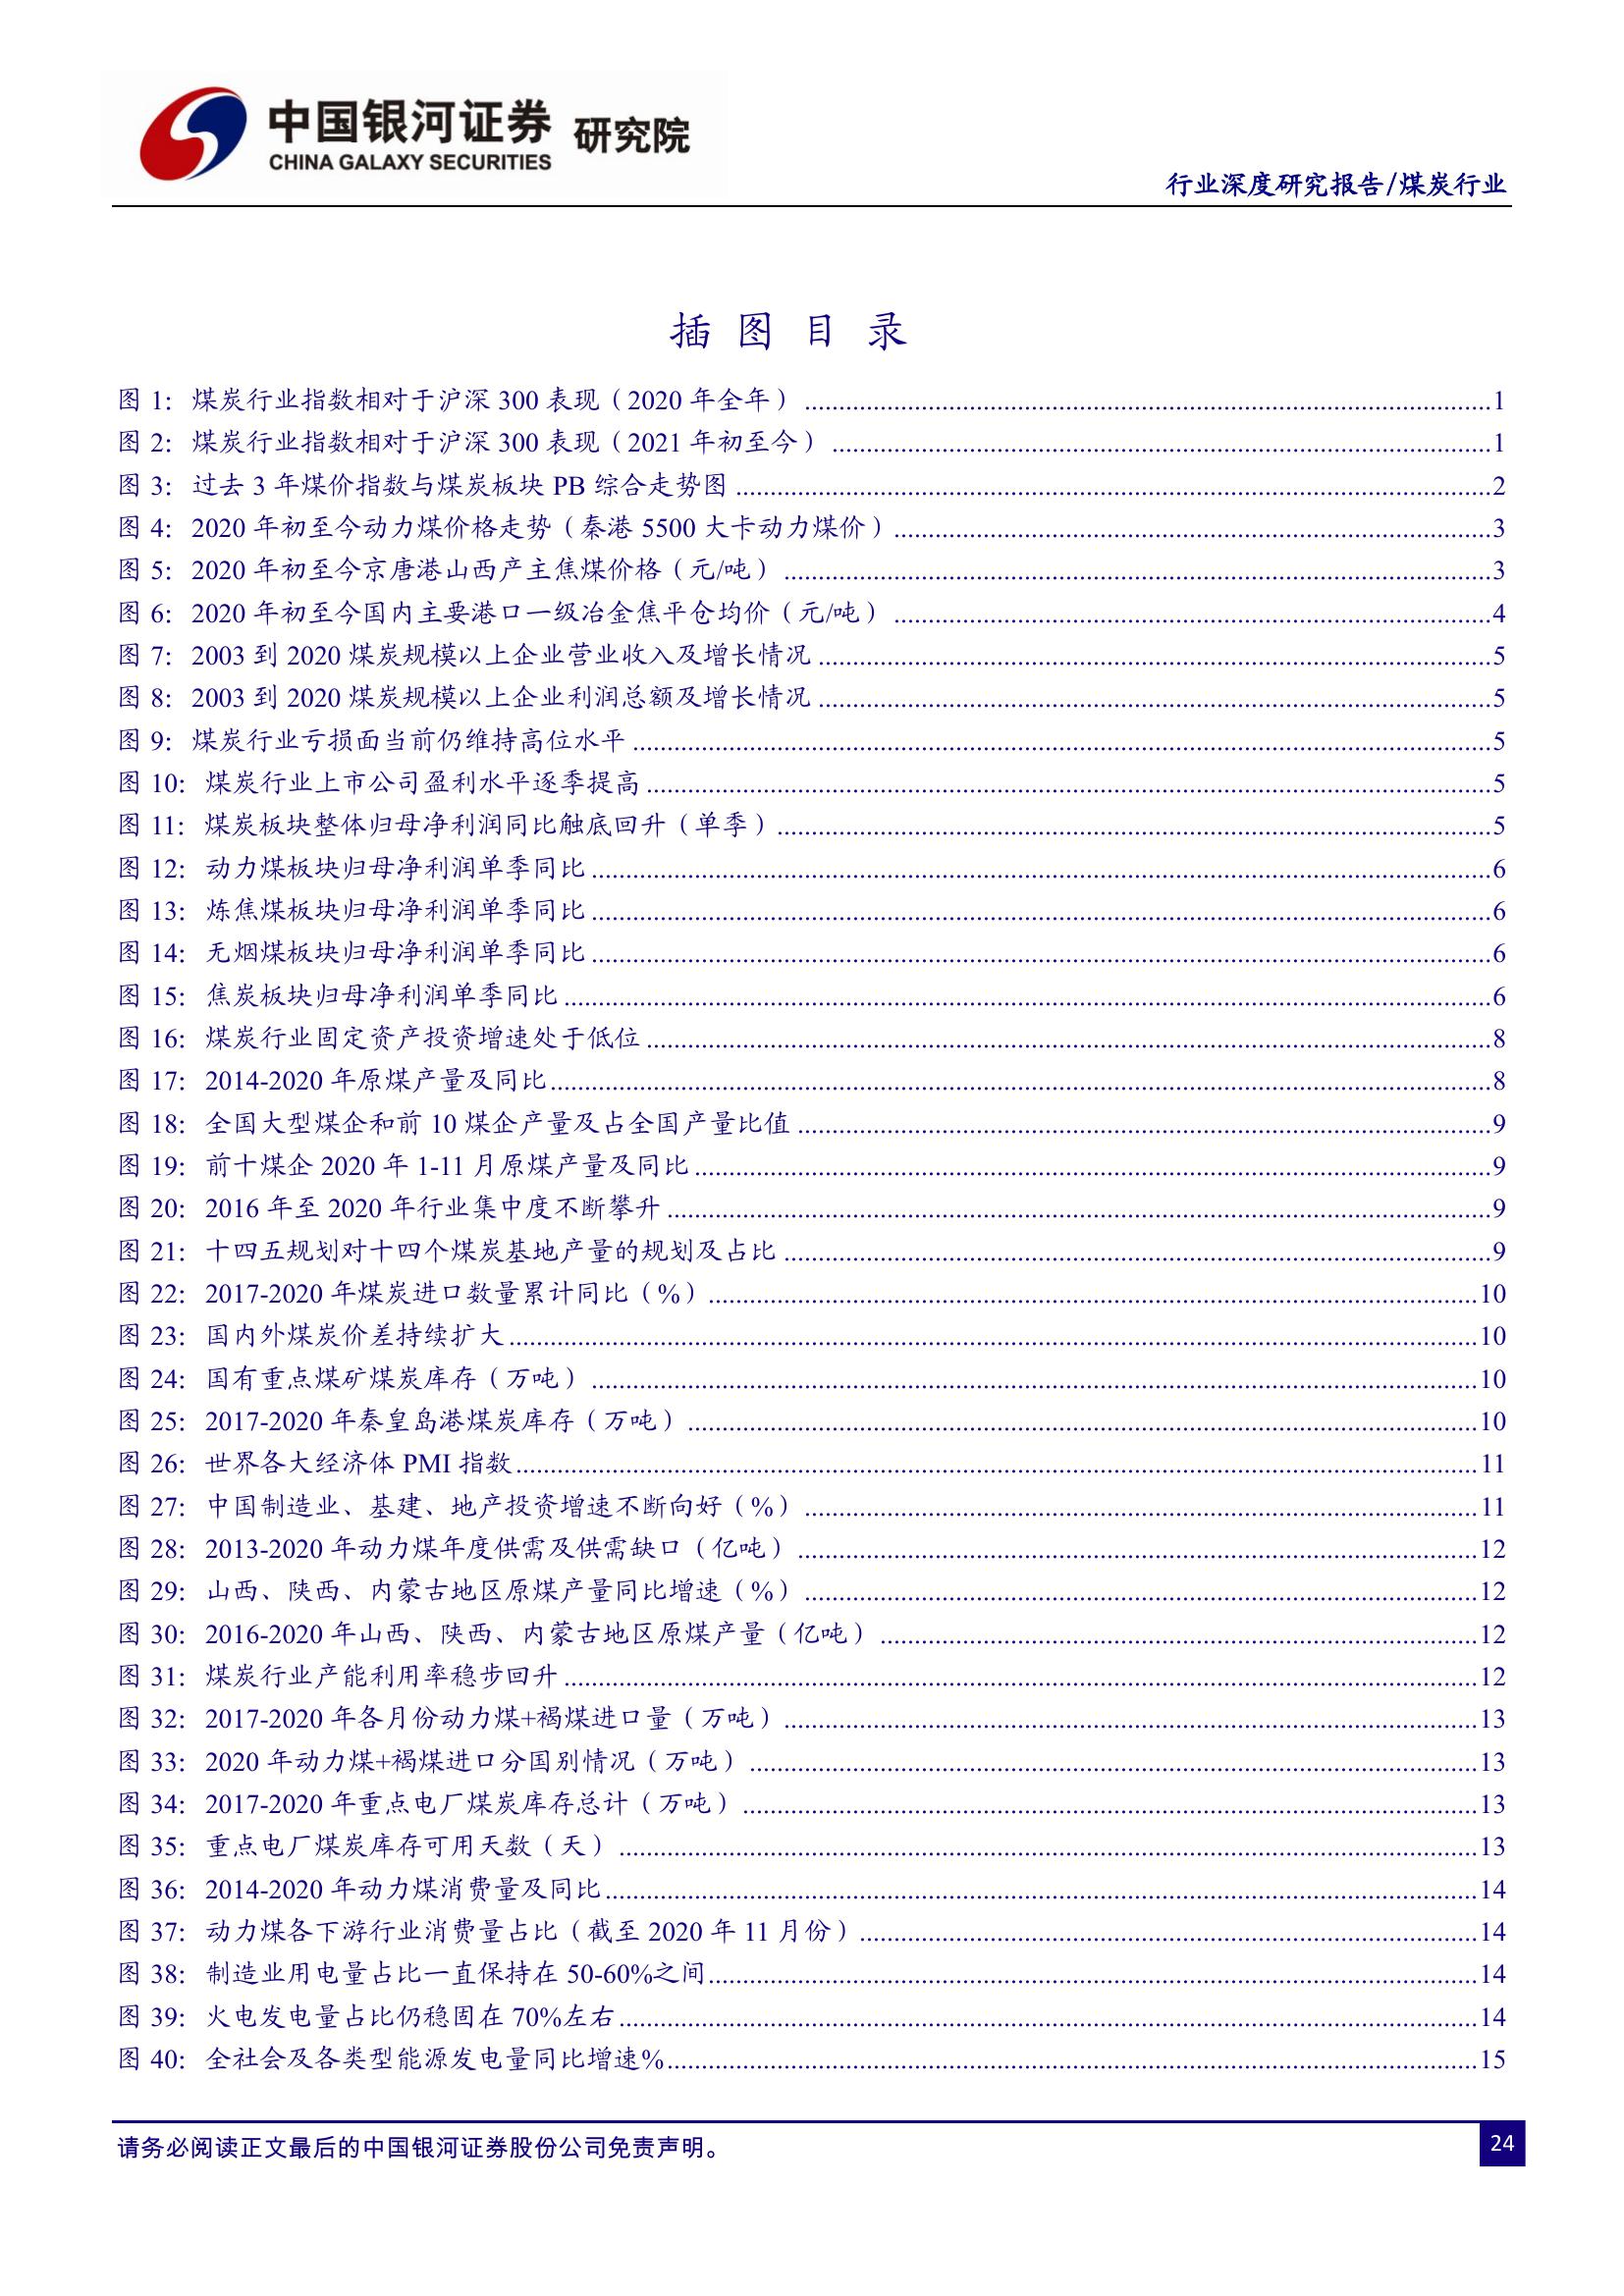 中国银河证券 研究院
CHINA GALAXY SECURITIES
行业深度研究报告/煤炭行业
插 图 目 录
图 1: 煤炭行业指数相对于沪深 300 表现（2020 年全年）1
图 2: 煤炭行业指数相对于沪深 300 表现（2021 年初至今）1
图 3: 过去 3 年煤价指数与煤炭板块 PB 综合走势图2
图 4: 2020 年初至今动力煤价格走势（秦港 5500 大卡动力煤价）3
图 5: 2020 年初至今京唐港山西产主焦煤价格（元/吨）3
图 6: 2020 年初至今国内主要港口一级冶金焦平仓均价（元/吨）4
图 7: 2003 到 2020 煤炭规模以上企业营业收入及增长情况5
图 8: 2003 到 2020 煤炭规模以上企业利润总额及增长情况5
图 9: 煤炭行业亏损面当前仍维持高位水平5
图 10: 煤炭行业上市公司盈利水平逐季提高5
图 11: 煤炭板块整体归母净利润同比触底回升（单季）5
图 12: 动力煤板块归母净利润单季同比6
图 13: 炼焦煤板块归母净利润单季同比6
图 14: 无烟煤板块归母净利润单季同比6
图 15: 焦炭板块归母净利润单季同比6
图 16: 煤炭行业固定资产投资增速处于低位8
图 17: 2014-2020 年原煤产量及同比8
图 18: 全国大型煤企和前 10 煤企产量及占全国产量比值9
图 19: 前十煤企 2020 年 1-11 月原煤产量及同比9
图 20: 2016 年至 2020 年行业集中度不断攀升9
图 21: 十四五规划对十四个煤炭基地产量的规划及占比9
图 22: 2017-2020 年煤炭进口数量累计同比（%）10
图 23: 国内外煤炭价差持续扩大10
图 24: 国有重点煤矿煤炭库存（万吨）10
图 25: 2017-2020 年秦皇岛港煤炭库存（万吨）10
图 26: 世界各大经济体 PMI 指数11
图 27: 中国制造业、基建、地产投资增速不断向好（%）11
图 28: 2013-2020 年动力煤年度供需及供需缺口（亿吨）12
图 29: 山西、陕西、内蒙古地区原煤产量同比增速（%）12
图 30: 2016-2020 年山西、陕西、内蒙古地区原煤产量（亿吨）12
图 31: 煤炭行业产能利用率稳步回升12
图 32: 2017-2020 年各月份动力煤+褐煤进口量（万吨）13
图 33: 2020 年动力煤+褐煤进口分国别情况（万吨）13
图 34: 2017-2020 年重点电厂煤炭库存总计（万吨）13
图 35: 重点电厂煤炭库存可用天数（天）13
图 36: 2014-2020 年动力煤消费量及同比14
图 37: 动力煤各下游行业消费量占比（截至 2020 年 11 月份）14
图 38: 制造业用电量占比一直保持在 50-60%之间14
图 39: 火电发电量占比仍稳固在 70%左右14
图 40: 全社会及各类型能源发电量同比增速%15
请务必阅读正文最后的中国银河证券股份公司免责声明。
24